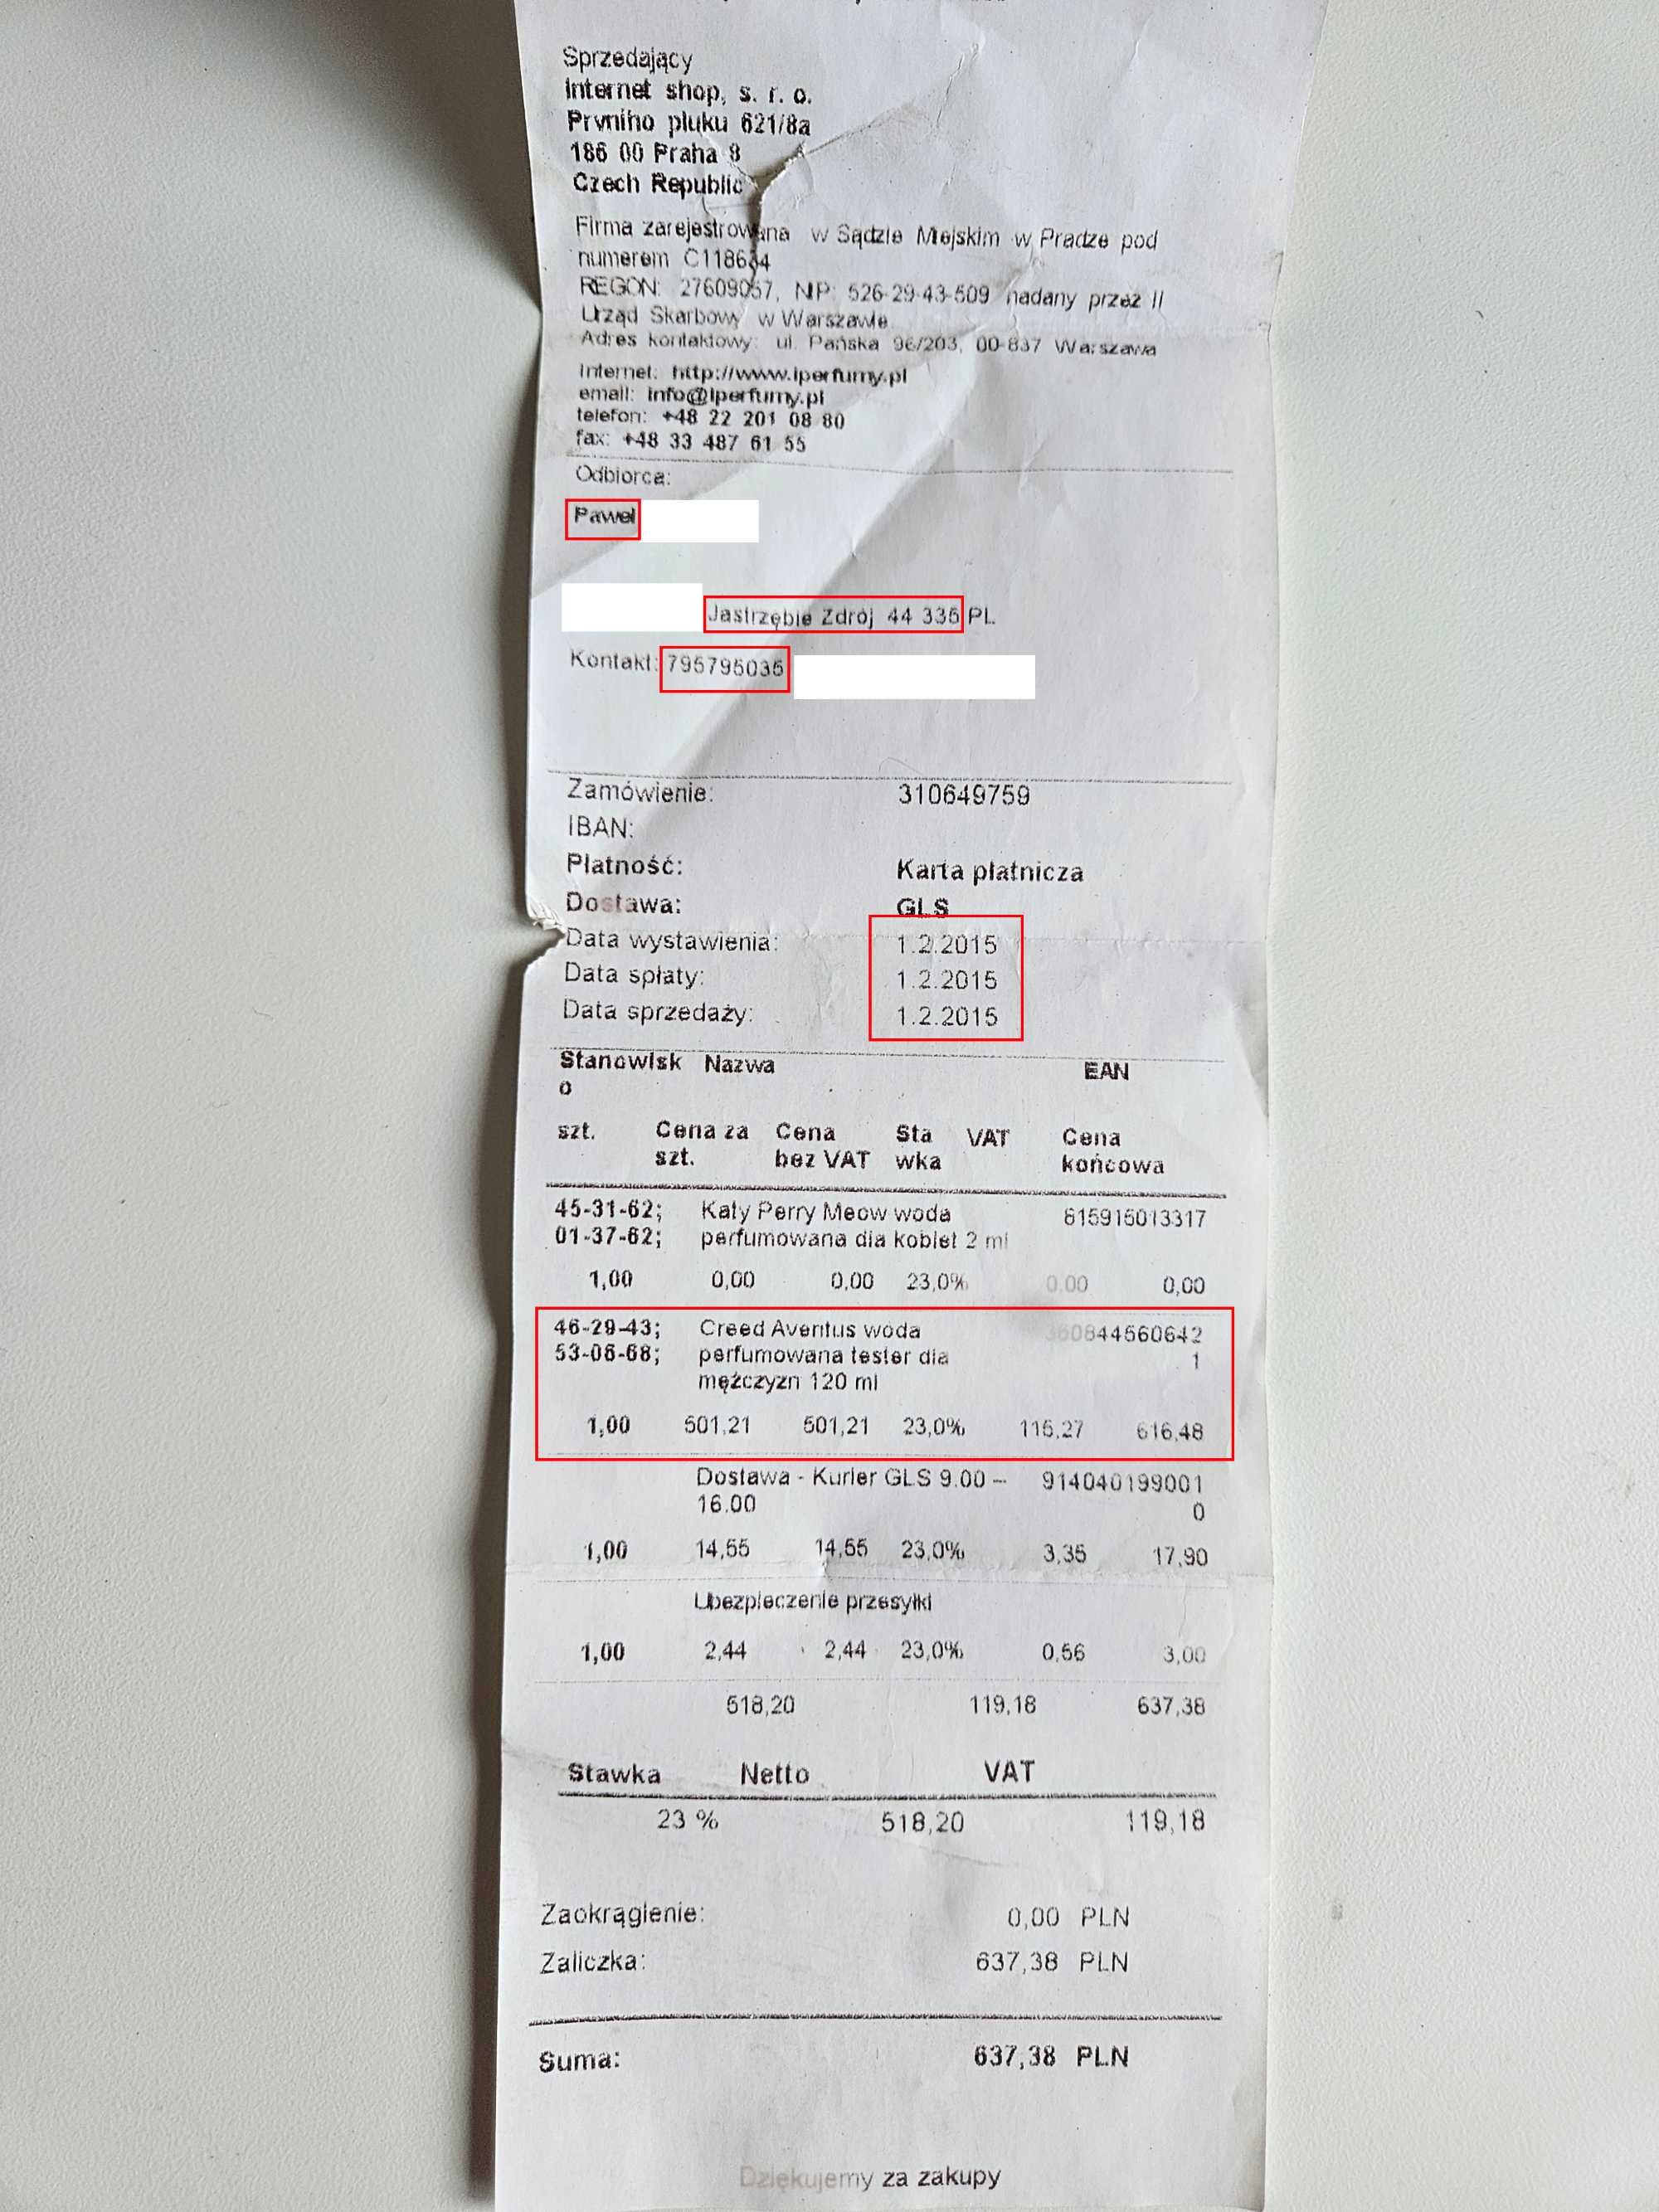 Sprzedający
Internet shop, s. r. o.
Prvního pluku 621/8a
186 00 Praha 8
Czech Republic
Firma zarejestrowana w Sądzie Miejskim w Pradze pod
numerem C118634
REGON: 27609057, NIP: 526-29-43-509 nadany przez II
Urząd Skarbowy w Warszawie
Adres kontaktowy: ul. Pańska 96/203, 00-837 Warszawa
Internet: http://www.iperfumy.pl
email: info@iperfumy.pl
telefon: +48 22 201 08 80
fax: +48 33 487 61 55
Odbiorca:
Paweł
Jastrzębie Zdrój 44 335 PL
Kontakt: 795795035
Zamówienie: 310649759
IBAN:
Płatność: Karta płatnicza
Dostawa: GLS
Data wystawienia: 1.2.2015
Data spłaty: 1.2.2015
Data sprzedaży: 1.2.2015
Stanowisk Nazwa EAN
o
szt. Cena za Cena Sta VAT Cena
szt. bez VAT wka końcowa
45-31-62; Katy Perry Meow woda 615915013317
01-37-62; perfumowana dla kobiet 2 ml
1,00 0,00 0,00 23,0% 0,00 0,00
46-29-43; Creed Aventus woda 360844560642
53-06-68; perfumowana tester dla 1
mężczyzn 120 ml
1,00 501,21 501,21 23,0% 115,27 616,48
Dostawa - Kurier GLS 9.00 – 914040199001
16.00 0
1,00 14,55 14,55 23,0% 3,35 17,90
Ubezpieczenie przesyłki
1,00 2,44 2,44 23,0% 0,56 3,00
518,20 119,18 637,38
Stawka Netto VAT
23 % 518,20 119,18
Zaokrąglenie: 0,00 PLN
Zaliczka: 637,38 PLN
Suma: 637,38 PLN
Dziękujemy za zakupy